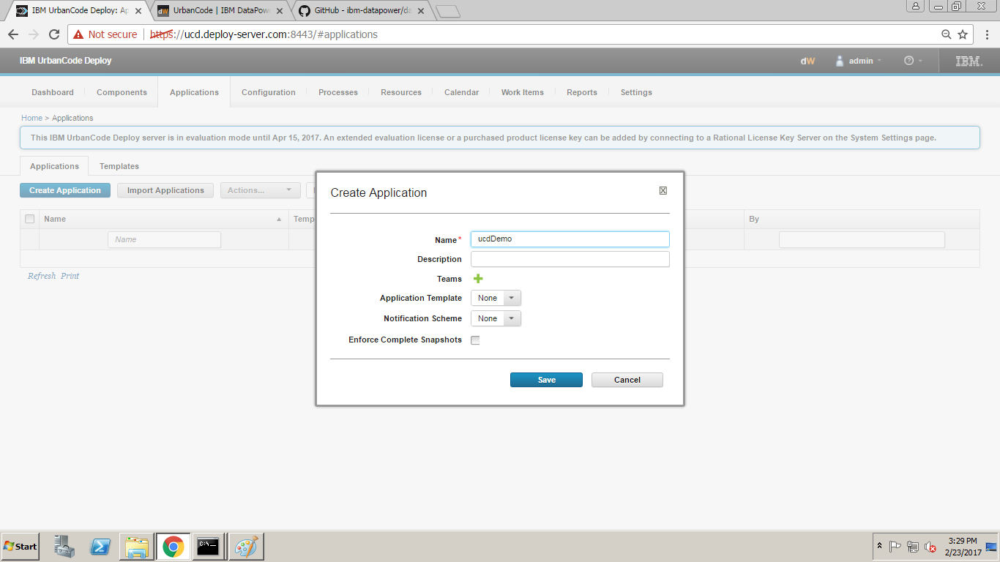 IBM UrbanCode Deploy: Ap
UrbanCode | IBM DataPow
GitHub - ibm-datapower/da
Not secure https://ucd.deploy-server.com:8443/#applications
IBM UrbanCode Deploy dW admin IBM.
Dashboard Components Applications Configuration Processes Resources Calendar Work Items Reports Settings
Home > Applications
This IBM UrbanCode Deploy server is in evaluation mode until Apr 15, 2017. An extended evaluation license or a purchased product license key can be added by connecting to a Rational License Key Server on the System Settings page.
Applications Templates
Create Application Import Applications Actions...
Name Temp By
Name
Refresh Print
Create Application
Name* ucdDemo
Description
Teams
Application Template None
Notification Scheme None
Enforce Complete Snapshots
Save Cancel
Start
3:29 PM
2/23/2017